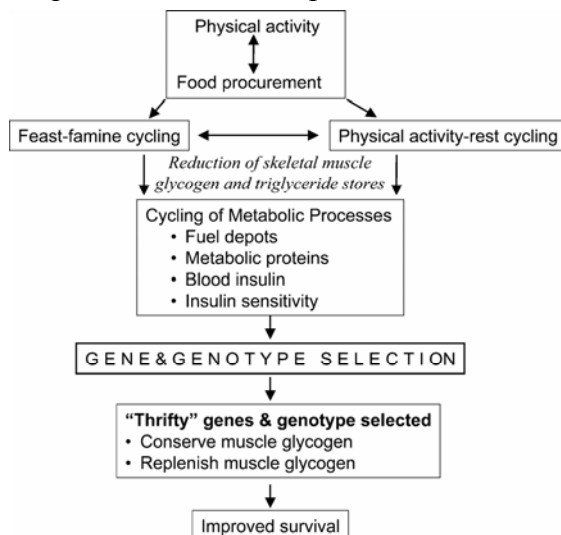 Physical activity
Food procurement
Feast-famine cycling
Physical activity-rest cycling
Reduction of skeletal muscle
glycogen and triglyceride stores
Cycling of Metabolic Processes
• Fuel depots
• Metabolic proteins
• Blood insulin
• Insulin sensitivity
GENE&GENOTYPE SELECTION
“Thrifty” genes & genotype selected
• Conserve muscle glycogen
• Replenish muscle glycogen
Improved survival